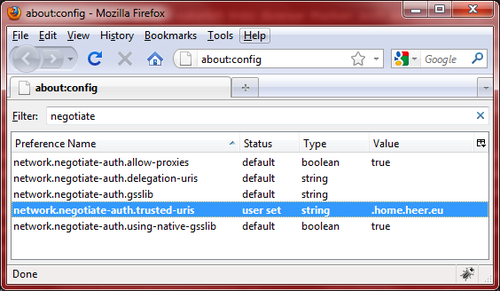 about:config - Mozilla Firefox
File Edit View History Bookmarks Tools Help
about:config Google
about:config
Filter: negotiate
Preference Name Status Type Value
network.negotiate-auth.allow-proxies default boolean true
network.negotiate-auth.delegation-uris default string
network.negotiate-auth.gsslib default string
network.negotiate-auth.trusted-uris user set string .home.heer.eu
network.negotiate-auth.using-native-gsslib default boolean true
Done